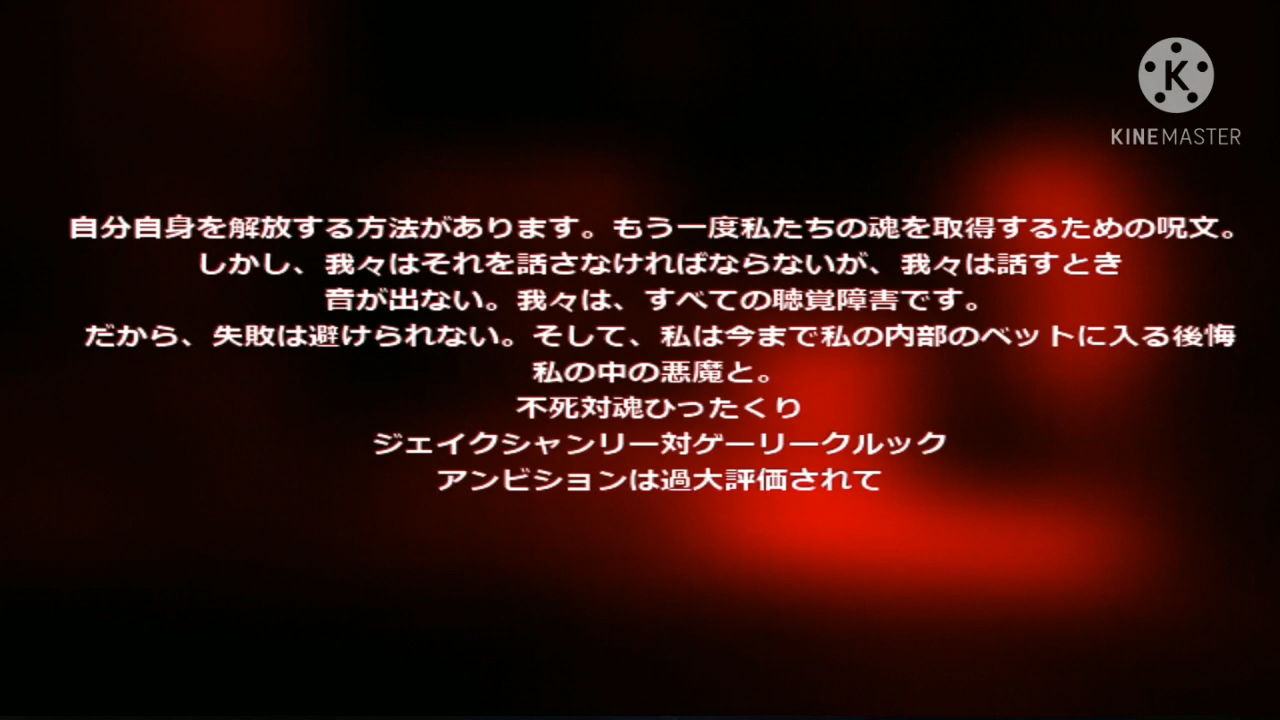 KINEMASTER
自分自身を解放する方法があります。もう一度私たちの魂を取得するための呪文。
しかし、我々はそれを話さなければならないが、我々は話すとき
音が出ない。我々は、すべての聴覚障害です。
だから、失敗は避けられない。そして、私は今まで私の内部のベットに入る後悔
私の中の悪魔と。
不死対魂ひったくり
ジェイクシャンリー対ゲーリークルック
アンビションは過大評価されて